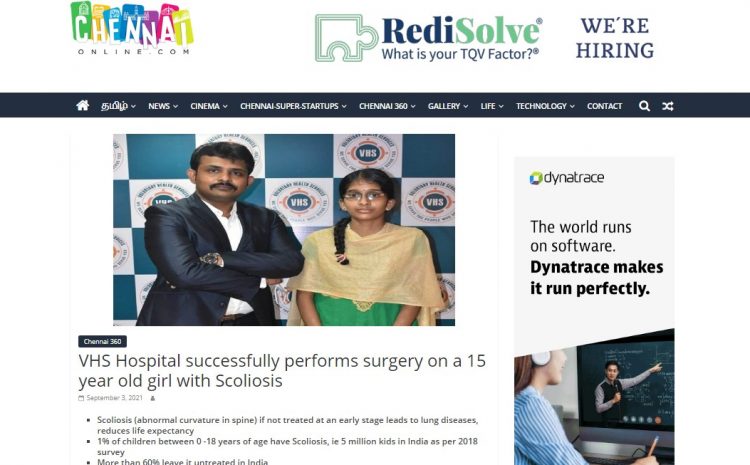 CHENNAI
ONLINE.COM
RediSolve®
What is your TQV Factor?®
WE'RE
HIRING
தமிழ்
NEWS
CINEMA
CHENNAI-SUPER-STARTUPS
CHENNAI 360
GALLERY
LIFE
TECHNOLOGY
CONTACT
VHS
VHS
VHS
VOLUNTARY HEALTH SERVICES
Chennai 360
VHS Hospital successfully performs surgery on a 15
year old girl with Scoliosis
September 3, 2021
Scoliosis (abnormal curvature in spine) if not treated at an early stage leads to lung diseases,
reduces life expectancy
1% of children between 0 -18 years of age have Scoliosis, ie 5 million kids in India as per 2018
survey
More than 60% leave it untreated in India
dynatrace
The world runs
on software.
Dynatrace makes
it run perfectly.